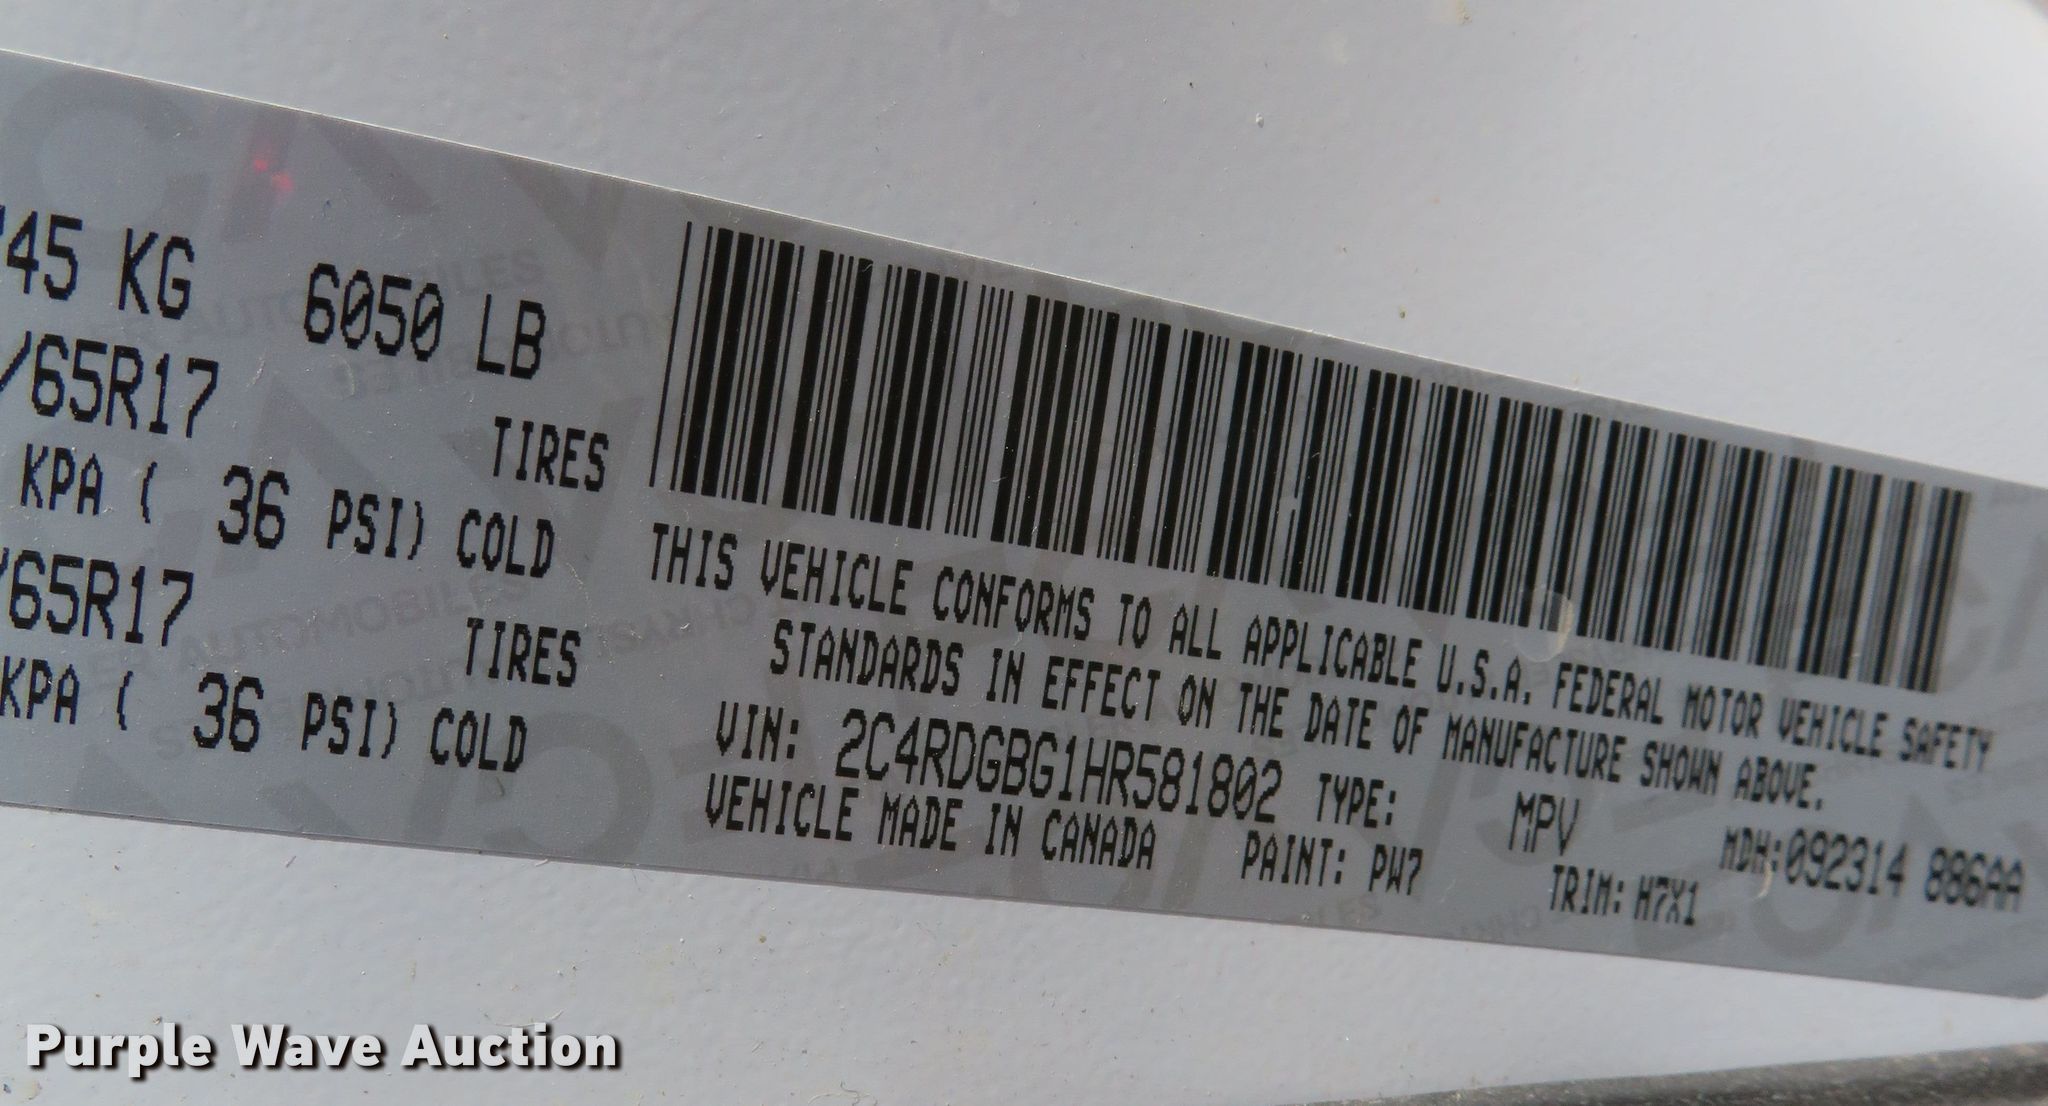 45 KG 6050 LB
/65R17 TIRES
KPA ( 36 PSI) COLD
/65R17 TIRES
KPA ( 36 PSI) COLD
THIS VEHICLE CONFORMS TO ALL APPLICABLE U.S.A. FEDERAL MOTOR VEHICLE SAFETY
STANDARDS IN EFFECT ON THE DATE OF MANUFACTURE SHOWN ABOVE.
VIN: 2C4RDGBG1HR581802 TYPE: MPV MDH:092314 886AA
VEHICLE MADE IN CANADA PAINT: PW7 TRIM: H7X1
Purple Wave Auction